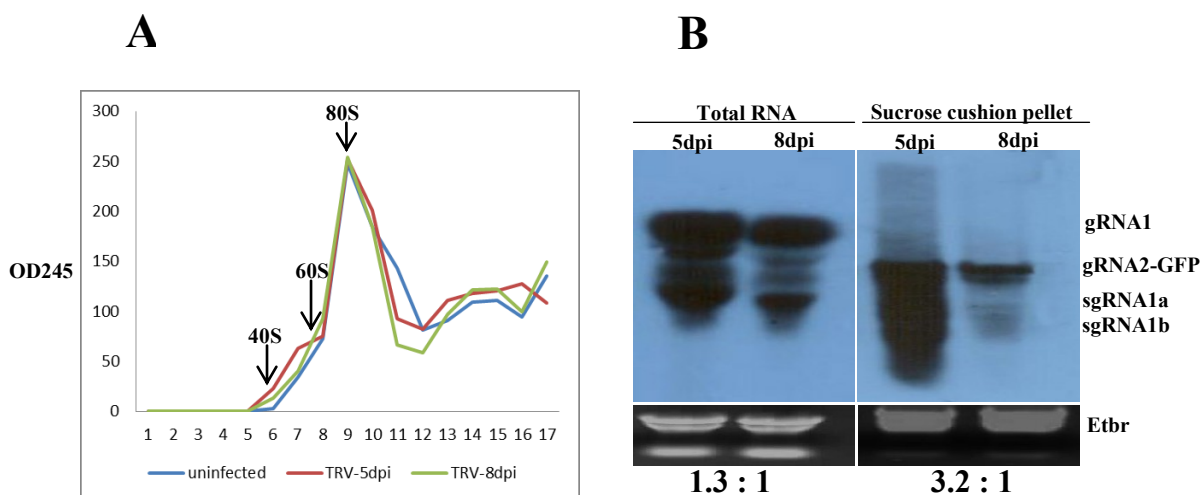 A
B
300
250
200
150
100
50
0
OD245
40S
60S
80S
1 2 3 4 5 6 7 8 9 10 11 12 13 14 15 16 17
uninfected TRV-5dpi TRV-8dpi
Total RNA Sucrose cushion pellet
5dpi 8dpi 5dpi 8dpi
gRNA1
gRNA2-GFP
sgRNA1a
sgRNA1b
Etbr
1.3 : 1 3.2 : 1